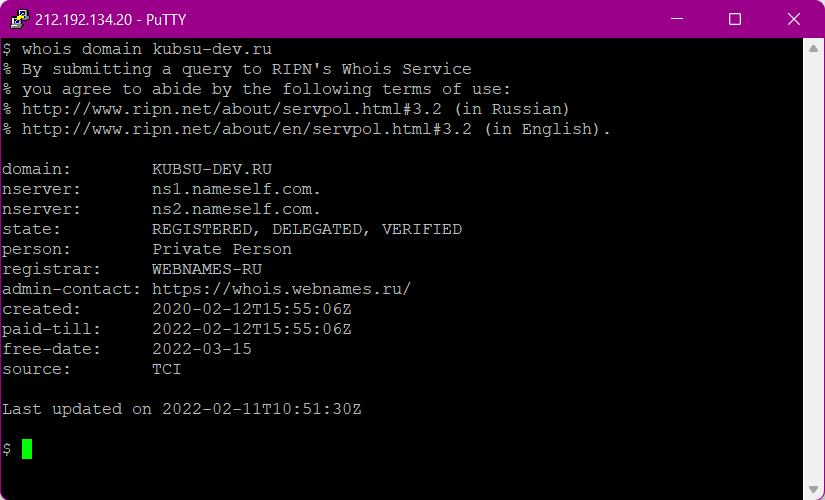 212.192.134.20 - PuTTY
$ whois domain kubsu-dev.ru
% By submitting a query to RIPN's Whois Service
% you agree to abide by the following terms of use:
% http://www.ripn.net/about/servpol.html#3.2 (in Russian)
% http://www.ripn.net/about/en/servpol.html#3.2 (in English).

domain:        KUBSU-DEV.RU
nserver:       ns1.nameself.com.
nserver:       ns2.nameself.com.
state:         REGISTERED, DELEGATED, VERIFIED
person:        Private Person
registrar:     WEBNAMES-RU
admin-contact: https://whois.webnames.ru/
created:       2020-02-12T15:55:06Z
paid-till:     2022-02-12T15:55:06Z
free-date:     2022-03-15
source:        TCI

Last updated on 2022-02-11T10:51:30Z

$